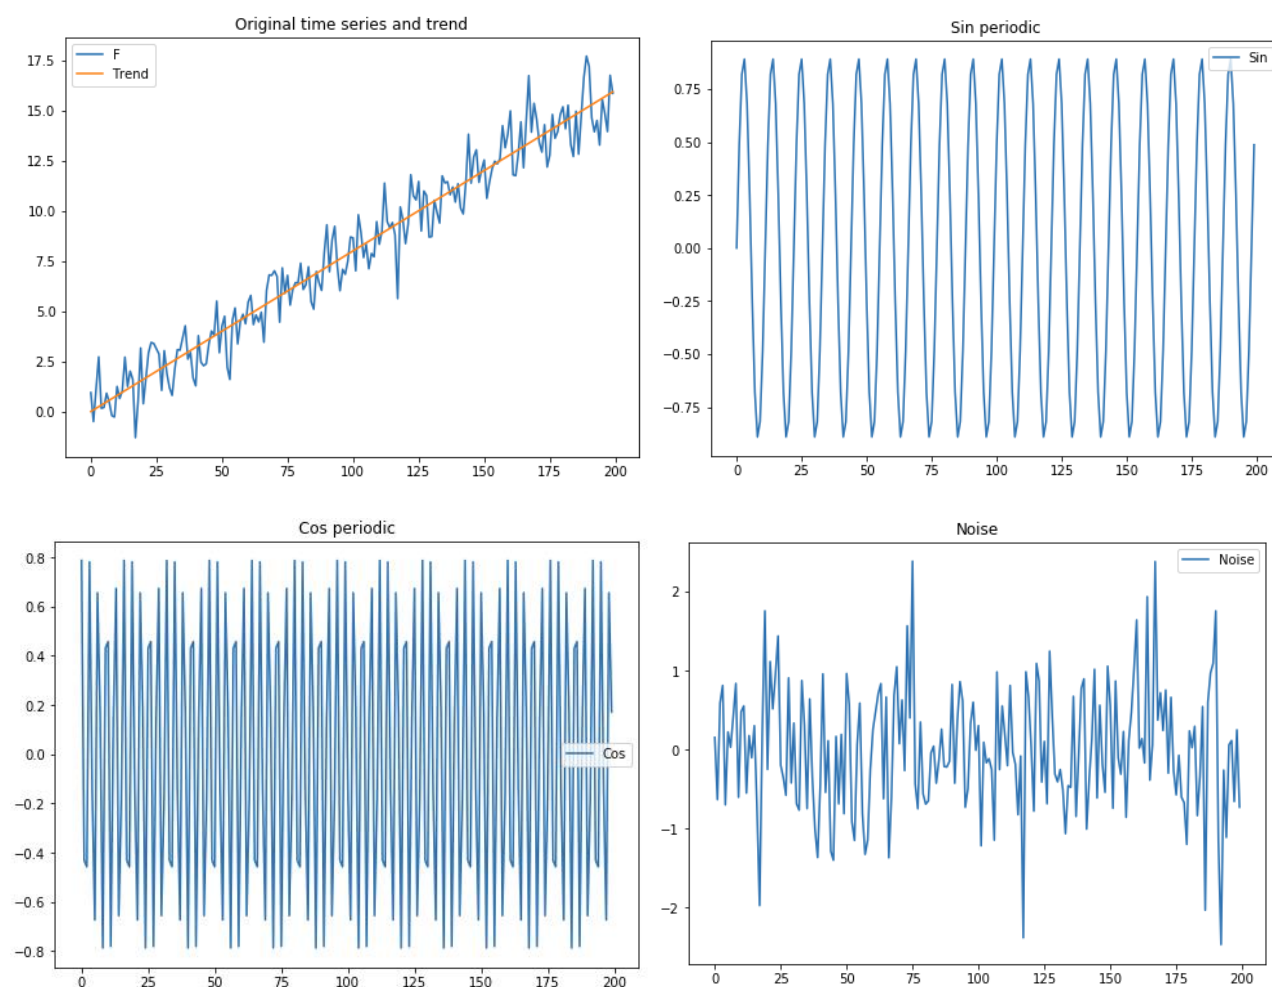 Original time series and trend
F
Trend
17.5
15.0
12.5
10.0
7.5
5.0
2.5
0.0
0 25 50 75 100 125 150 175 200
Sin periodic
Sin
0.75
0.50
0.25
0.00
−0.25
−0.50
−0.75
0 25 50 75 100 125 150 175 200
Cos periodic
0.8
0.6
0.4
0.2
0.0
Cos
−0.2
−0.4
−0.6
−0.8
0 25 50 75 100 125 150 175 200
Noise
Noise
2
1
0
−1
−2
0 25 50 75 100 125 150 175 200